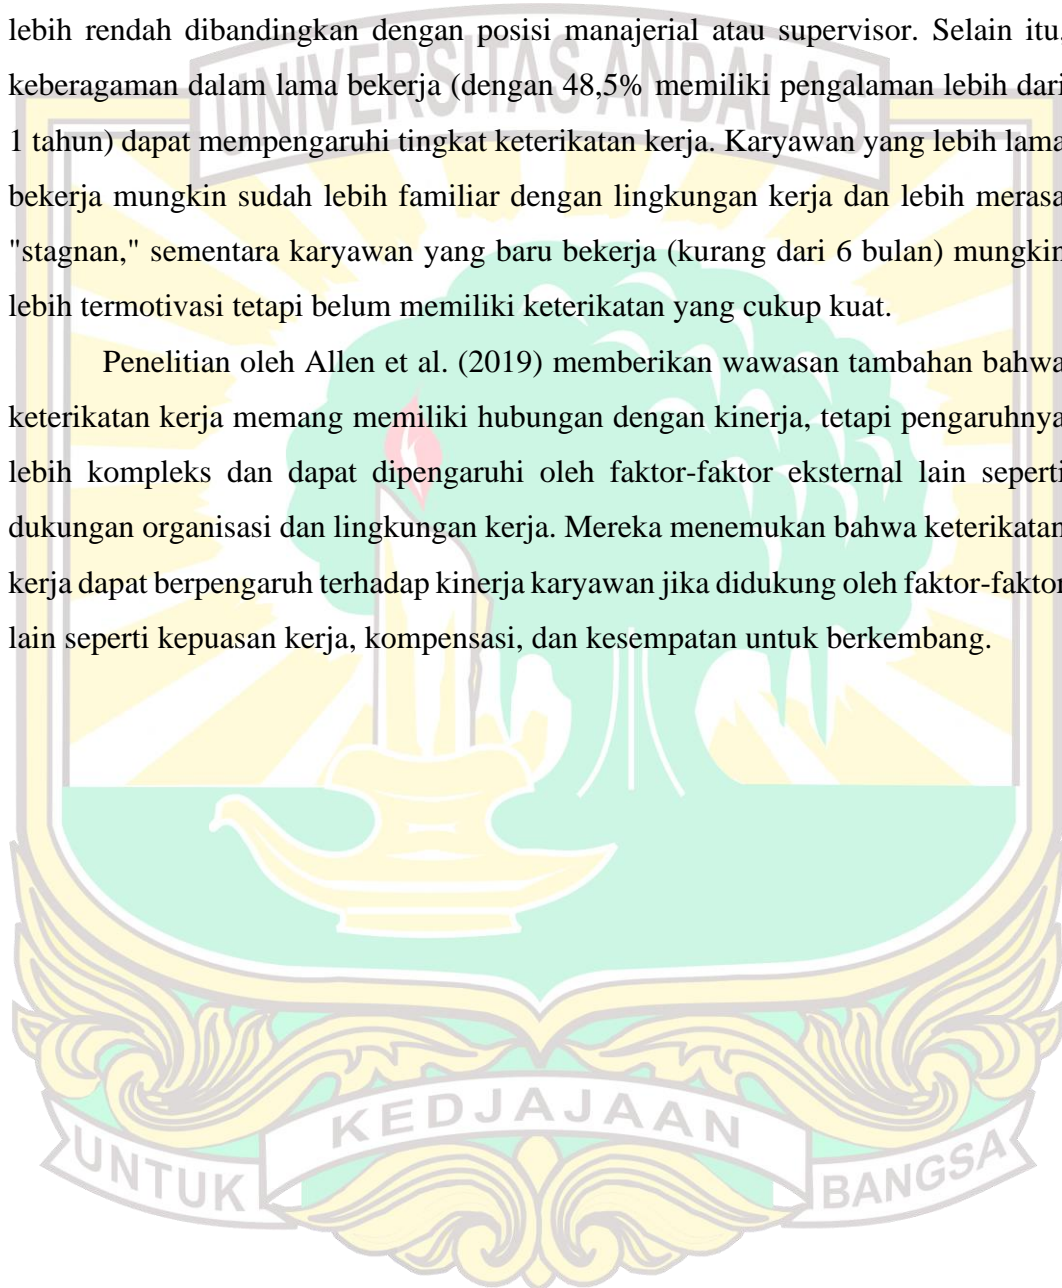 lebih rendah dibandingkan dengan posisi manajerial atau supervisor. Selain itu,
keberagaman dalam lama bekerja (dengan 48,5% memiliki pengalaman lebih dari
1 tahun) dapat mempengaruhi tingkat keterikatan kerja. Karyawan yang lebih lama
bekerja mungkin sudah lebih familiar dengan lingkungan kerja dan lebih merasa
"stagnan," sementara karyawan yang baru bekerja (kurang dari 6 bulan) mungkin
lebih termotivasi tetapi belum memiliki keterikatan yang cukup kuat.
Penelitian oleh Allen et al. (2019) memberikan wawasan tambahan bahwa
keterikatan kerja memang memiliki hubungan dengan kinerja, tetapi pengaruhnya
lebih kompleks dan dapat dipengaruhi oleh faktor-faktor eksternal lain seperti
dukungan organisasi dan lingkungan kerja. Mereka menemukan bahwa keterikatan
kerja dapat berpengaruh terhadap kinerja karyawan jika didukung oleh faktor-faktor
lain seperti kepuasan kerja, kompensasi, dan kesempatan untuk berkembang.
UNIVERSITAS ANDALAS
UNTUK KEDJAJAAN BANGSA